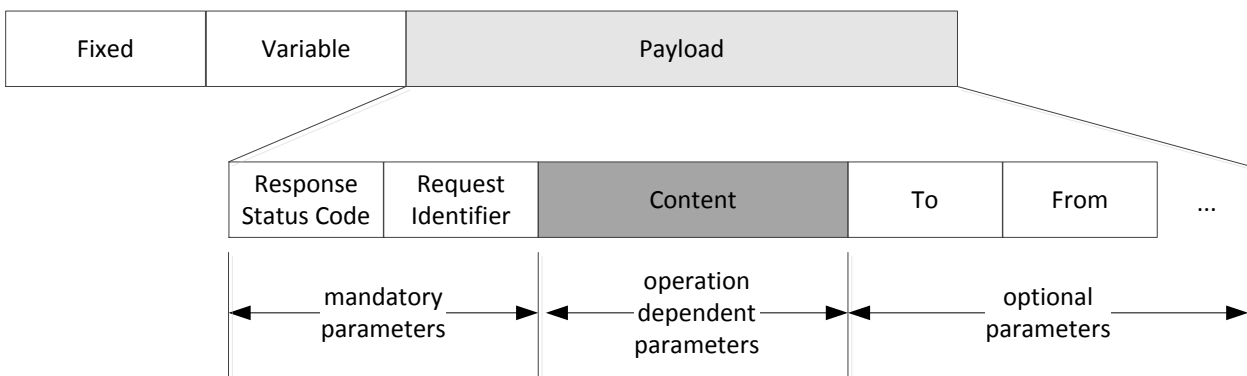 Fixed
Variable
Payload
Response
Status Code
Request
Identifier
Content
To
From
...
mandatory
parameters
operation
dependent
parameters
optional
parameters